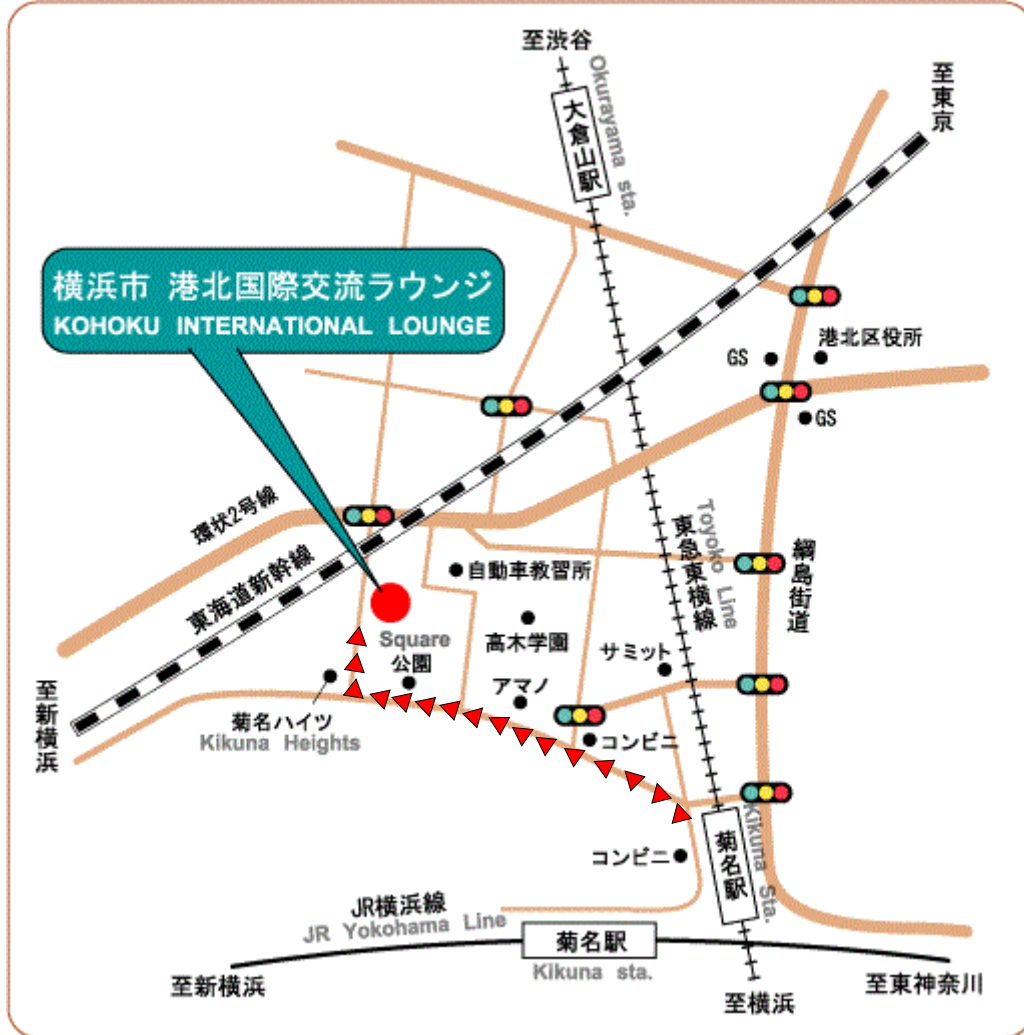 至渋谷
Okurayama sta.
大倉山駅
至東京
横浜市 港北国際交流ラウンジ
KOHOKU INTERNATIONAL LOUNGE
港北区役所
GS
GS
環状2号線
東海道新幹線
自動車教習所
東急東横線
Toyoko Line
綱島街道
Square
公園
高木学園
サミット
アマノ
至新横浜
菊名ハイツ
Kikuna Heights
コンビニ
コンビニ
菊名駅
Kikuna Sta.
JR横浜線
JR Yokohama Line
菊名駅
Kikuna sta.
至新横浜
至横浜
至東神奈川